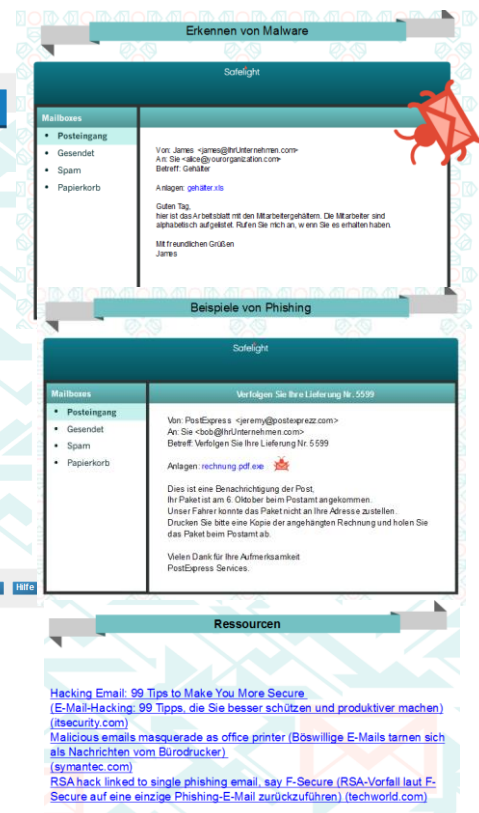 Erkennen von Malware
Safelight
Mailboxes
• Posteingang
• Gesendet
• Spam
• Papierkorb
Von: James <james@IhrUnternehmen.com>
An: Sie <alice@yourorganization.com>
Betreff: Gehälter
Anlagen: gehälter.xls
Guten Tag,
hier ist das Arbeitsblatt mit den Mitarbeitergehältern. Die Mitarbeiter sind
alphabetisch aufgelistet. Rufen Sie mich an, wenn Sie es erhalten haben.
Mit freundlichen Grüßen
James
Beispiele von Phishing
Safelight
Mailboxes
Verfolgen Sie Ihre Lieferung Nr. 5599
• Posteingang
• Gesendet
• Spam
• Papierkorb
Von: PostExpress <jeremy@postexprezz.com>
An: Sie <bob@IhrUnternehmen.com>
Betreff: Verfolgen Sie Ihre Lieferung Nr. 5599
Anlagen: rechnung.pdf.exe
Dies ist eine Benachrichtigung der Post,
Ihr Paket ist am 6. Oktober beim Postamt angekommen.
Unser Fahrer konnte das Paket nicht an Ihre Adresse zustellen.
Drucken Sie bitte eine Kopie der angehängten Rechnung und holen Sie
das Paket beim Postamt ab.
Vielen Dank für Ihre Aufmerksamkeit
PostExpress Services.
Hilfe
Ressourcen
Hacking Email: 99 Tips to Make You More Secure
(E-Mail-Hacking: 99 Tipps, die Sie besser schützen und produktiver machen)
(itsecurity.com)
Malicious emails masquerade as office printer (Böswillige E-Mails tarnen sich
als Nachrichten vom Bürodrucker)
(symantec.com)
RSA hack linked to single phishing email, say F-Secure (RSA-Vorfall laut F-
Secure auf eine einzige Phishing-E-Mail zurückzuführen) (techworld.com)